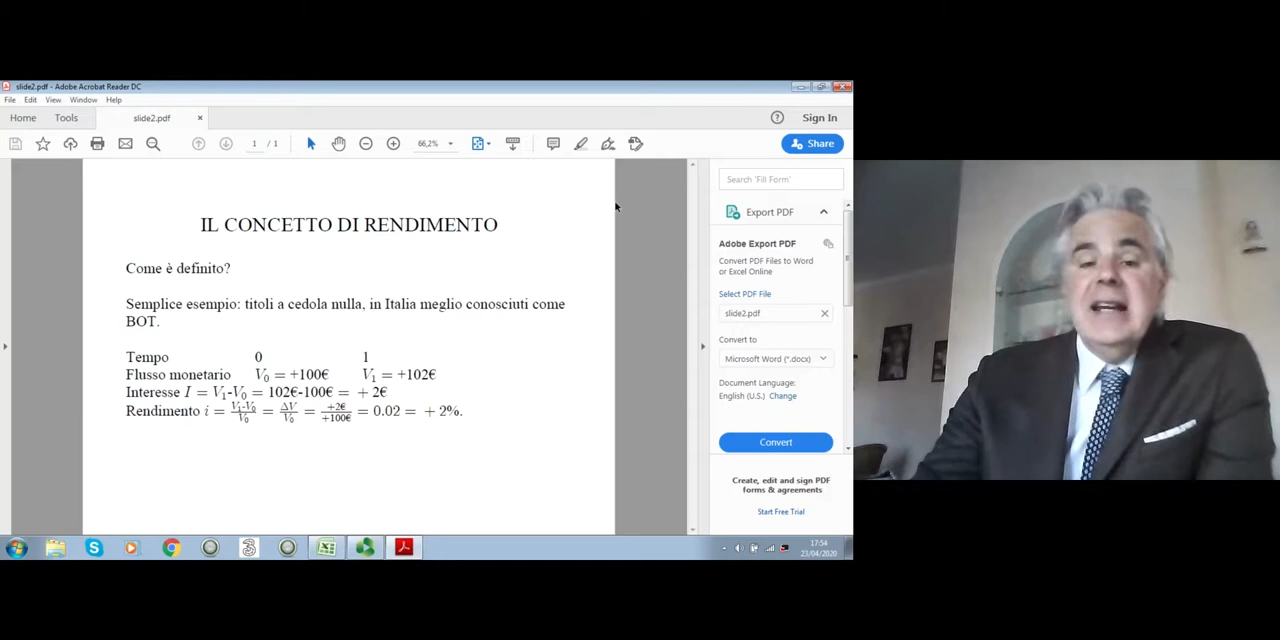 slide2.pdf - Adobe Acrobat Reader DC
File Edit View Window Help
Home Tools slide2.pdf × Sign In
1 / 1 66,2% Share
Search 'Fill Form'
Export PDF
Adobe Export PDF
Convert PDF Files to Word
or Excel Online
Select PDF File
slide2.pdf
Convert to
Microsoft Word (*.docx)
Document Language:
English (U.S.) Change
Convert
Create, edit and sign PDF
forms & agreements
Start Free Trial
IL CONCETTO DI RENDIMENTO
Come è definito?
Semplice esempio: titoli a cedola nulla, in Italia meglio conosciuti come
BOT.
Tempo 0 1
Flusso monetario V₀ = +100€ V₁ = +102€
Interesse I = V₁-V₀ = 102€-100€ = + 2€
Rendimento i = (V₁-V₀)/V₀ = ΔV/V₀ = +2€/+100€ = 0.02 = + 2%.
3
17:54
23/04/2020